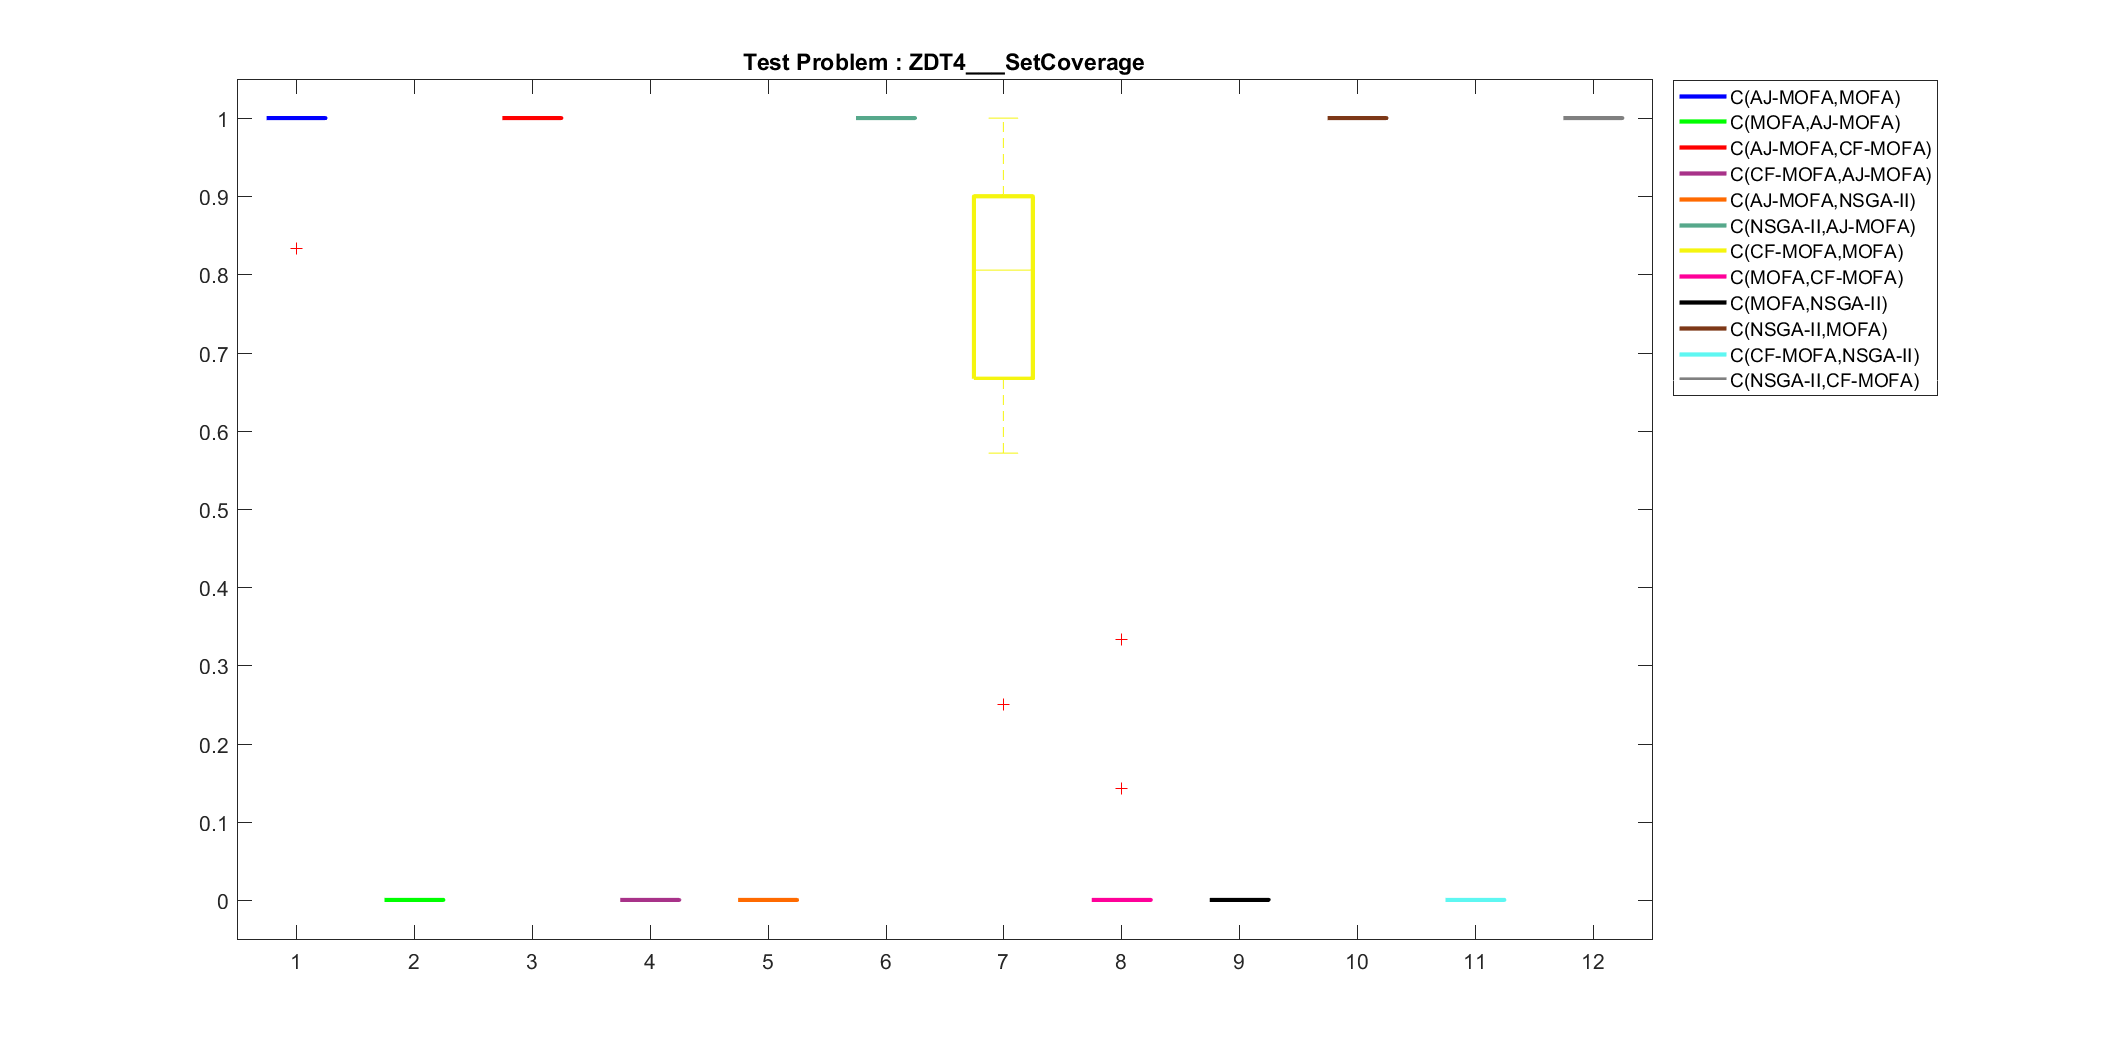 Test Problem : ZDT4___SetCoverage
1
0.9
0.8
0.7
0.6
0.5
0.4
0.3
0.2
0.1
0
1 2 3 4 5 6 7 8 9 10 11 12
C(AJ-MOFA,MOFA)
C(MOFA,AJ-MOFA)
C(AJ-MOFA,CF-MOFA)
C(CF-MOFA,AJ-MOFA)
C(AJ-MOFA,NSGA-II)
C(NSGA-II,AJ-MOFA)
C(CF-MOFA,MOFA)
C(MOFA,CF-MOFA)
C(MOFA,NSGA-II)
C(NSGA-II,MOFA)
C(CF-MOFA,NSGA-II)
C(NSGA-II,CF-MOFA)